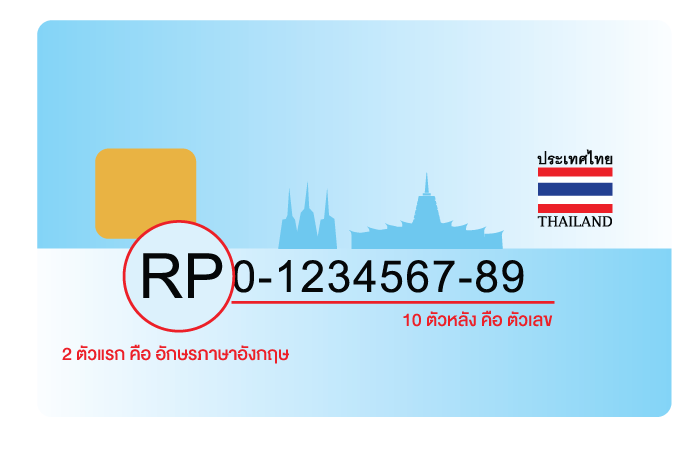 ประเทศไทย
THAILAND
RP0-1234567-89
10 ตัวหลัง คือ ตัวเลข
2 ตัวแรก คือ อักษรภาษาอังกฤษ